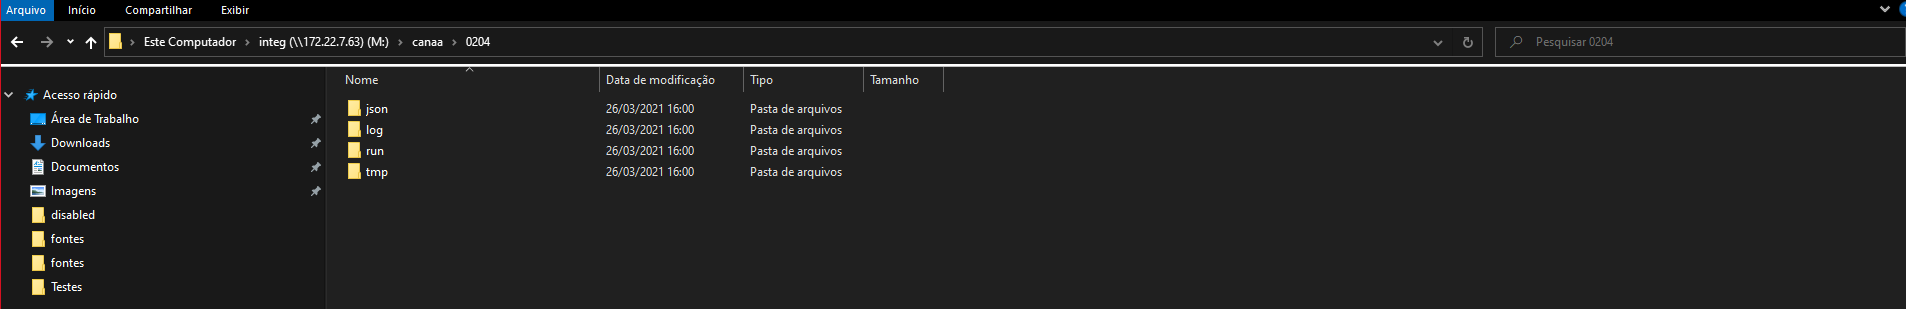 Arquivo Início Compartilhar Exibir
Este Computador integ (\\172.22.7.63) (M:) canaa 0204 Pesquisar 0204
Nome Data de modificação Tipo Tamanho
Acesso rápido
Área de Trabalho
Downloads
Documentos
Imagens
disabled
fontes
fontes
Testes
json 26/03/2021 16:00 Pasta de arquivos
log 26/03/2021 16:00 Pasta de arquivos
run 26/03/2021 16:00 Pasta de arquivos
tmp 26/03/2021 16:00 Pasta de arquivos